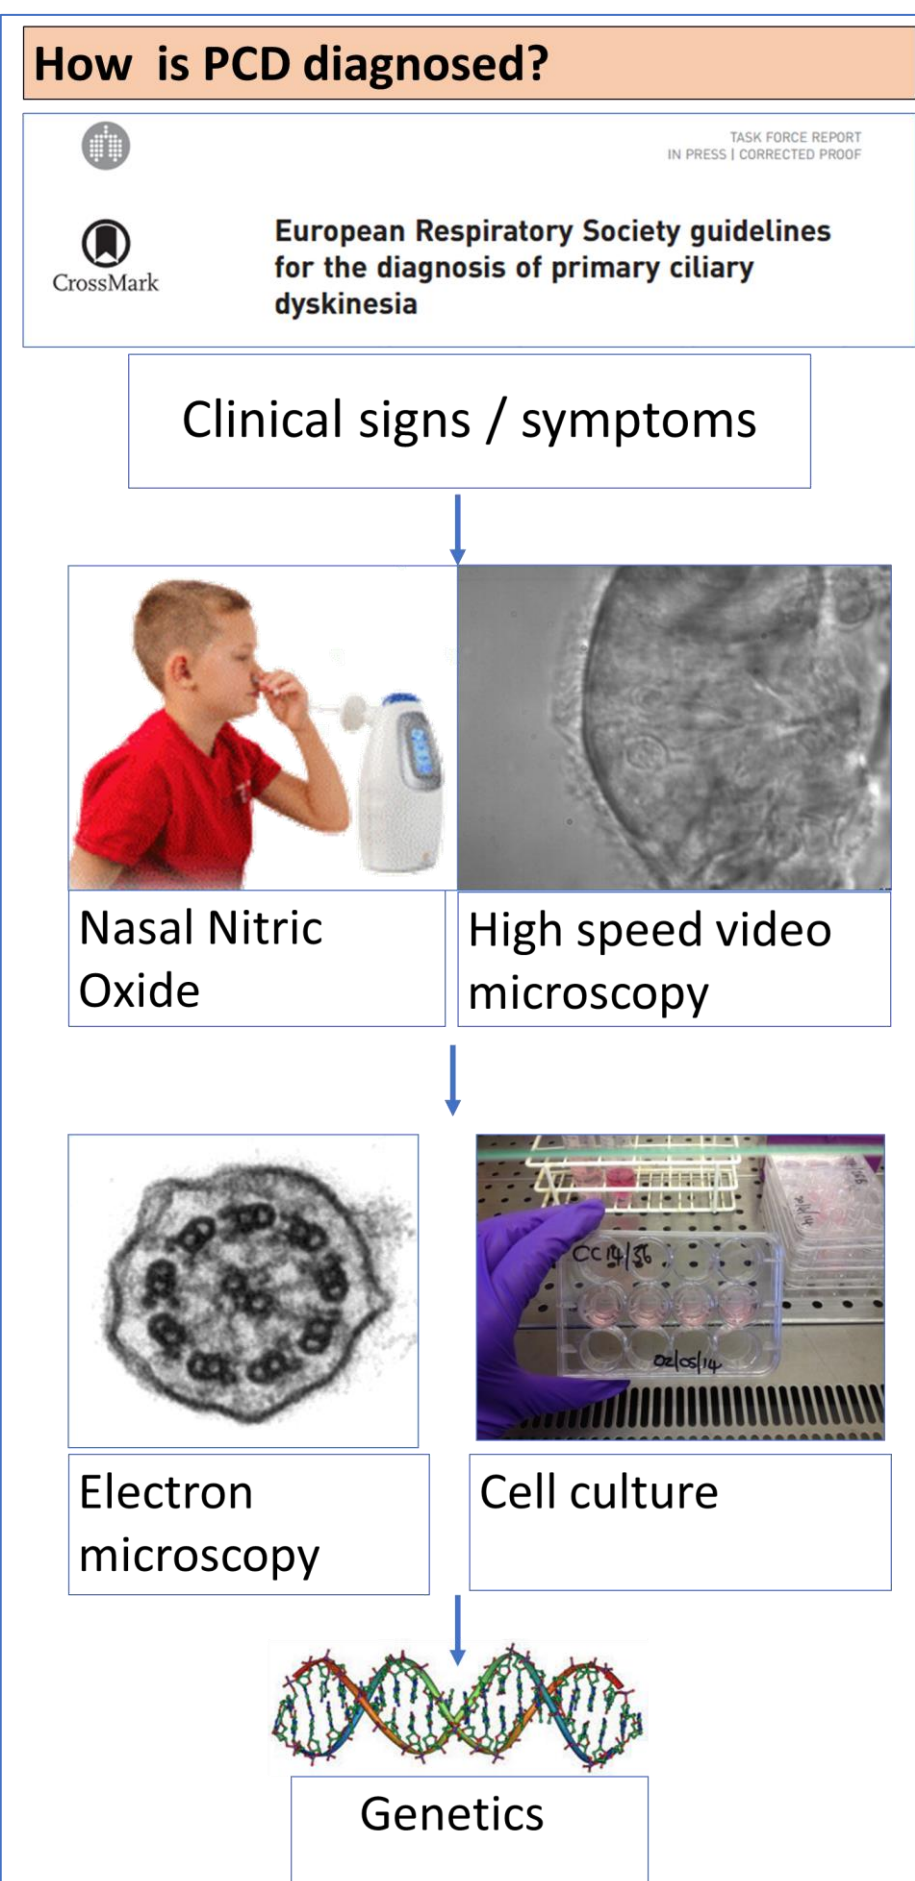 How is PCD diagnosed?
TASK FORCE REPORT
IN PRESS | CORRECTED PROOF
CrossMark
European Respiratory Society guidelines
for the diagnosis of primary ciliary
dyskinesia
Clinical signs / symptoms
Nasal Nitric
Oxide
High speed video
microscopy
CC14/36
02/05/14
Electron
microscopy
Cell culture
Genetics